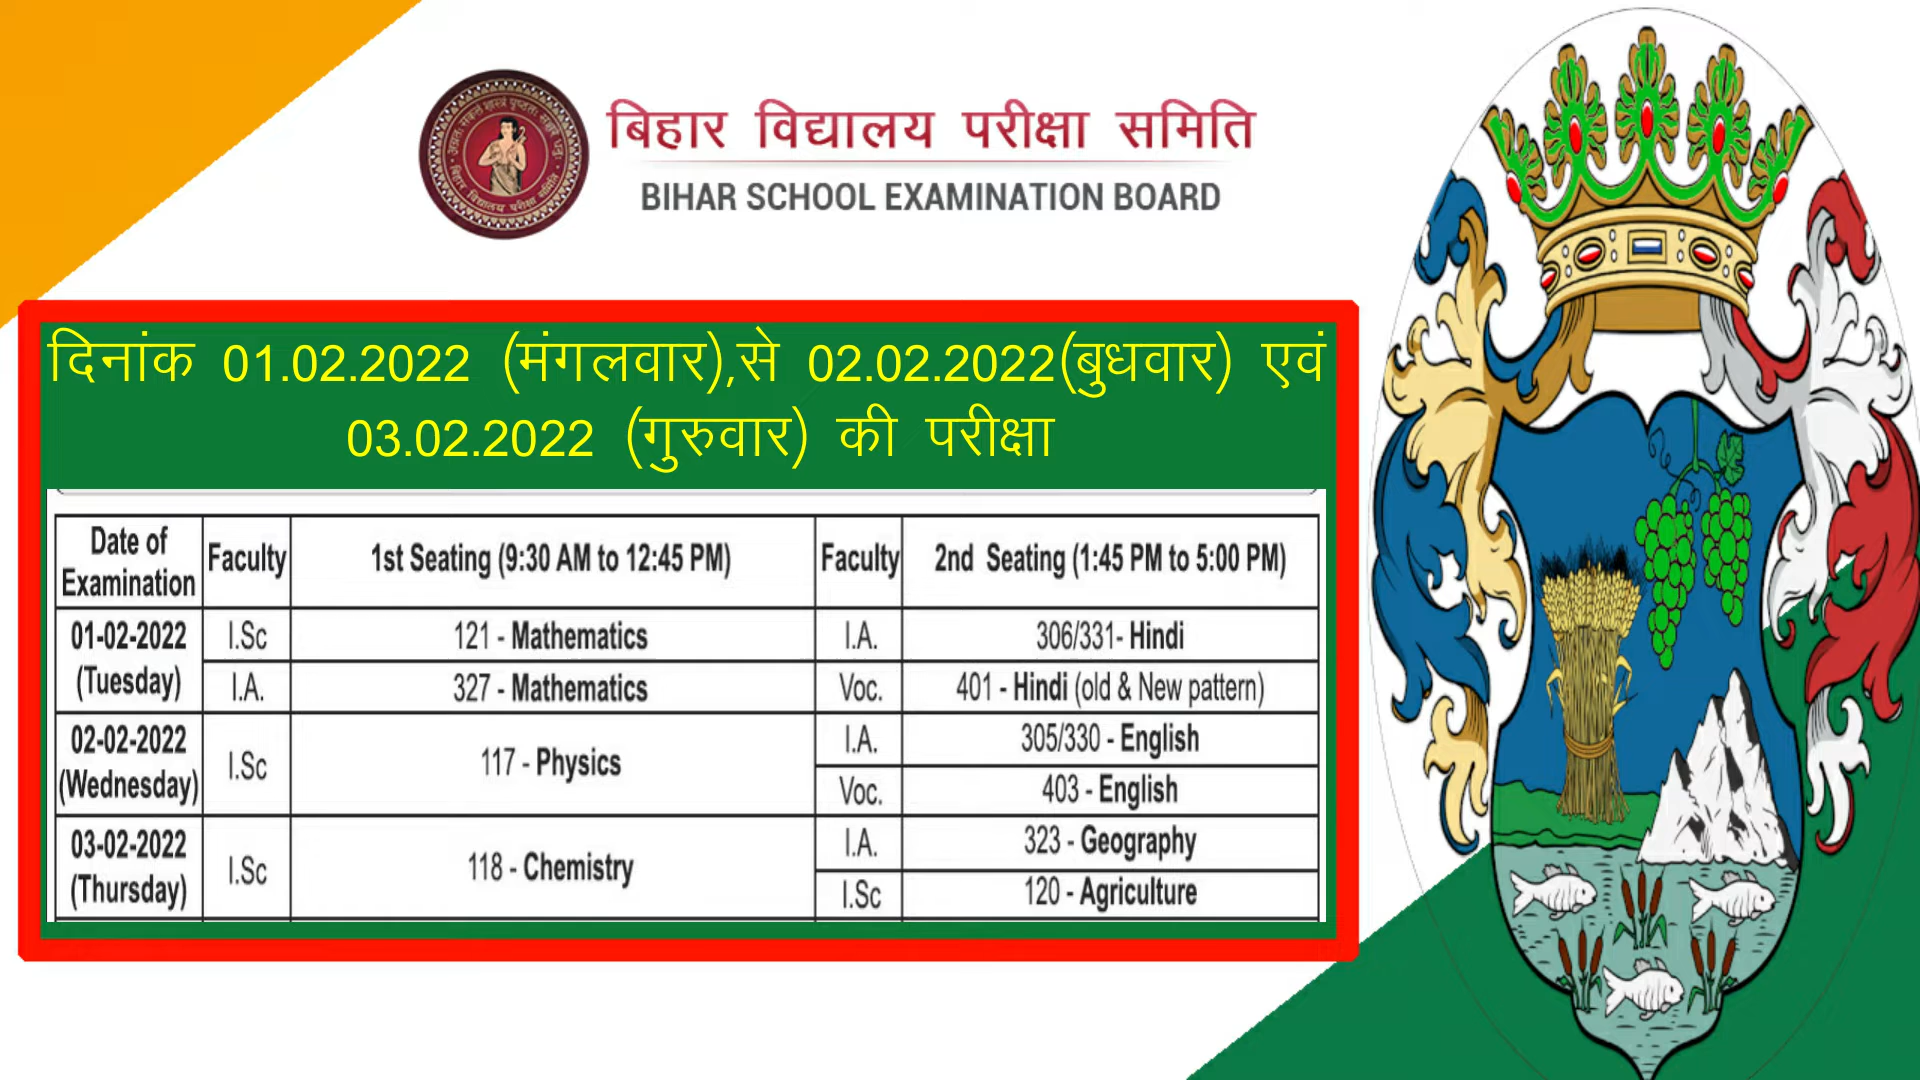 बिहार विद्यालय परीक्षा समिति
BIHAR SCHOOL EXAMINATION BOARD
बिहार विद्यालय परीक्षा समिति
दिनांक 01.02.2022 (मंगलवार),से 02.02.2022(बुधवार) एवं
03.02.2022 (गुरुवार) की परीक्षा
Date of Examination Faculty 1st Seating (9:30 AM to 12:45 PM) Faculty 2nd Seating (1:45 PM to 5:00 PM)
01-02-2022 (Tuesday) I.Sc 121 - Mathematics I.A. 306/331- Hindi
I.A. 327 - Mathematics Voc. 401 - Hindi (old & New pattern)
02-02-2022 (Wednesday) I.Sc 117 - Physics I.A. 305/330 - English
Voc. 403 - English
03-02-2022 (Thursday) I.Sc 118 - Chemistry I.A. 323 - Geography
I.Sc 120 - Agriculture